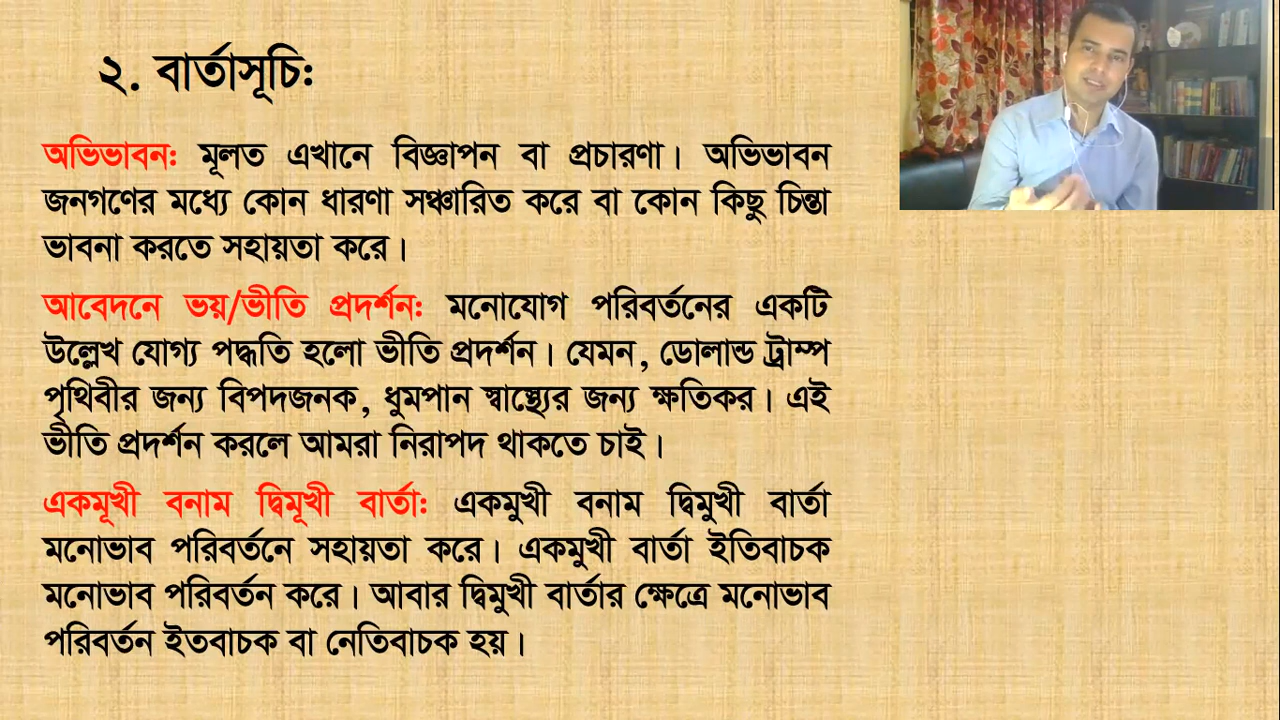 ২. বার্তাসূচি:
অভিভাবন: মূলত এখানে বিজ্ঞাপন বা প্রচারণা। অভিভাবন
জনগণের মধ্যে কোন ধারণা সঞ্চারিত করে বা কোন কিছু চিন্তা
ভাবনা করতে সহায়তা করে।
আবেদনে ভয়/ভীতি প্রদর্শন: মনোযোগ পরিবর্তনের একটি
উল্লেখ যোগ্য পদ্ধতি হলো ভীতি প্রদর্শন। যেমন, ডোলান্ড ট্রাম্প
পৃথিবীর জন্য বিপদজনক, ধুমপান স্বাস্থ্যের জন্য ক্ষতিকর। এই
ভীতি প্রদর্শন করলে আমরা নিরাপদ থাকতে চাই।
একমূখী বনাম দ্বিমূখী বার্তা: একমুখী বনাম দ্বিমুখী বার্তা
মনোভাব পরিবর্তনে সহায়তা করে। একমুখী বার্তা ইতিবাচক
মনোভাব পরিবর্তন করে। আবার দ্বিমুখী বার্তার ক্ষেত্রে মনোভাব
পরিবর্তন ইতবাচক বা নেতিবাচক হয়।